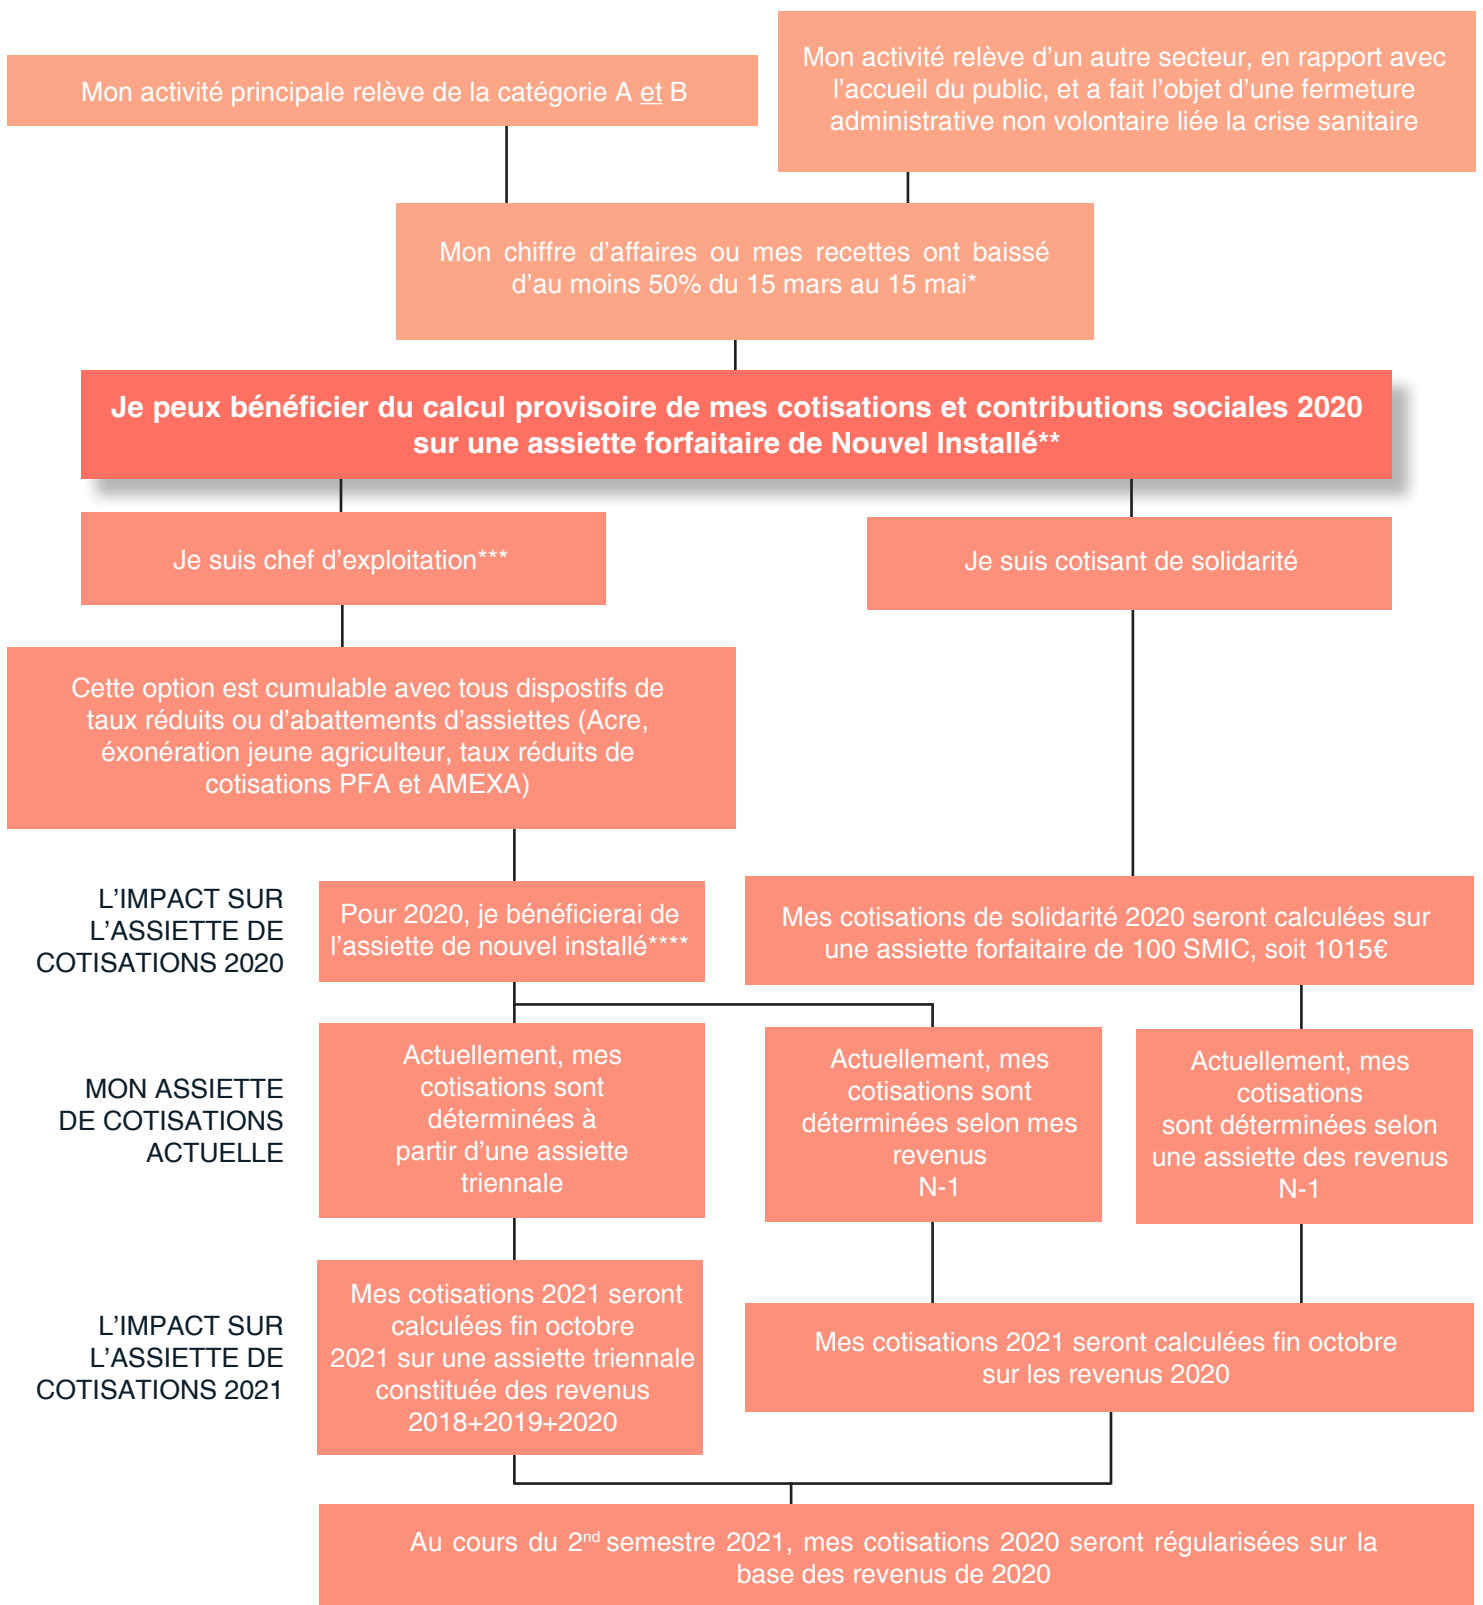 Mon activité principale relève de la catégorie A et B
Mon activité relève d'un autre secteur, en rapport avec
l'accueil du public, et a fait l'objet d'une fermeture
administrative non volontaire liée la crise sanitaire
Mon chiffre d'affaires ou mes recettes ont baissé
d'au moins 50% du 15 mars au 15 mai*
Je peux bénéficier du calcul provisoire de mes cotisations et contributions sociales 2020
sur une assiette forfaitaire de Nouvel Installé**
Je suis chef d'exploitation***
Je suis cotisant de solidarité
Cette option est cumulable avec tous dispostifs de
taux réduits ou d'abattements d'assiettes (Acre,
éxonération jeune agriculteur, taux réduits de
cotisations PFA et AMEXA)
L'IMPACT SUR
L'ASSIETTE DE
COTISATIONS 2020
Pour 2020, je bénéficierai de
l'assiette de nouvel installé****
Mes cotisations de solidarité 2020 seront calculées sur
une assiette forfaitaire de 100 SMIC, soit 1015€
MON ASSIETTE
DE COTISATIONS
ACTUELLE
Actuellement, mes
cotisations sont
déterminées à
partir d'une assiette
triennale
Actuellement, mes
cotisations sont
déterminées selon mes
revenus
N-1
Actuellement, mes
cotisations
sont déterminées selon
une assiette des revenus
N-1
L'IMPACT SUR
L'ASSIETTE DE
COTISATIONS 2021
Mes cotisations 2021 seront
calculées fin octobre
2021 sur une assiette triennale
constituée des revenus
2018+2019+2020
Mes cotisations 2021 seront calculées fin octobre
sur les revenus 2020
Au cours du 2nd semestre 2021, mes cotisations 2020 seront régularisées sur la
base des revenus de 2020